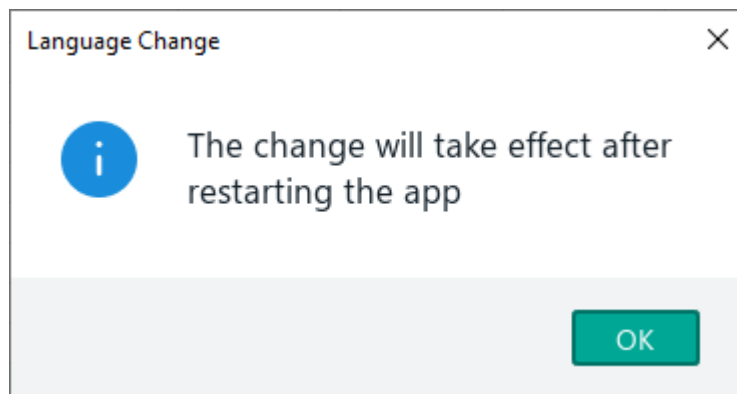 Language Change
The change will take effect after
restarting the app
OK